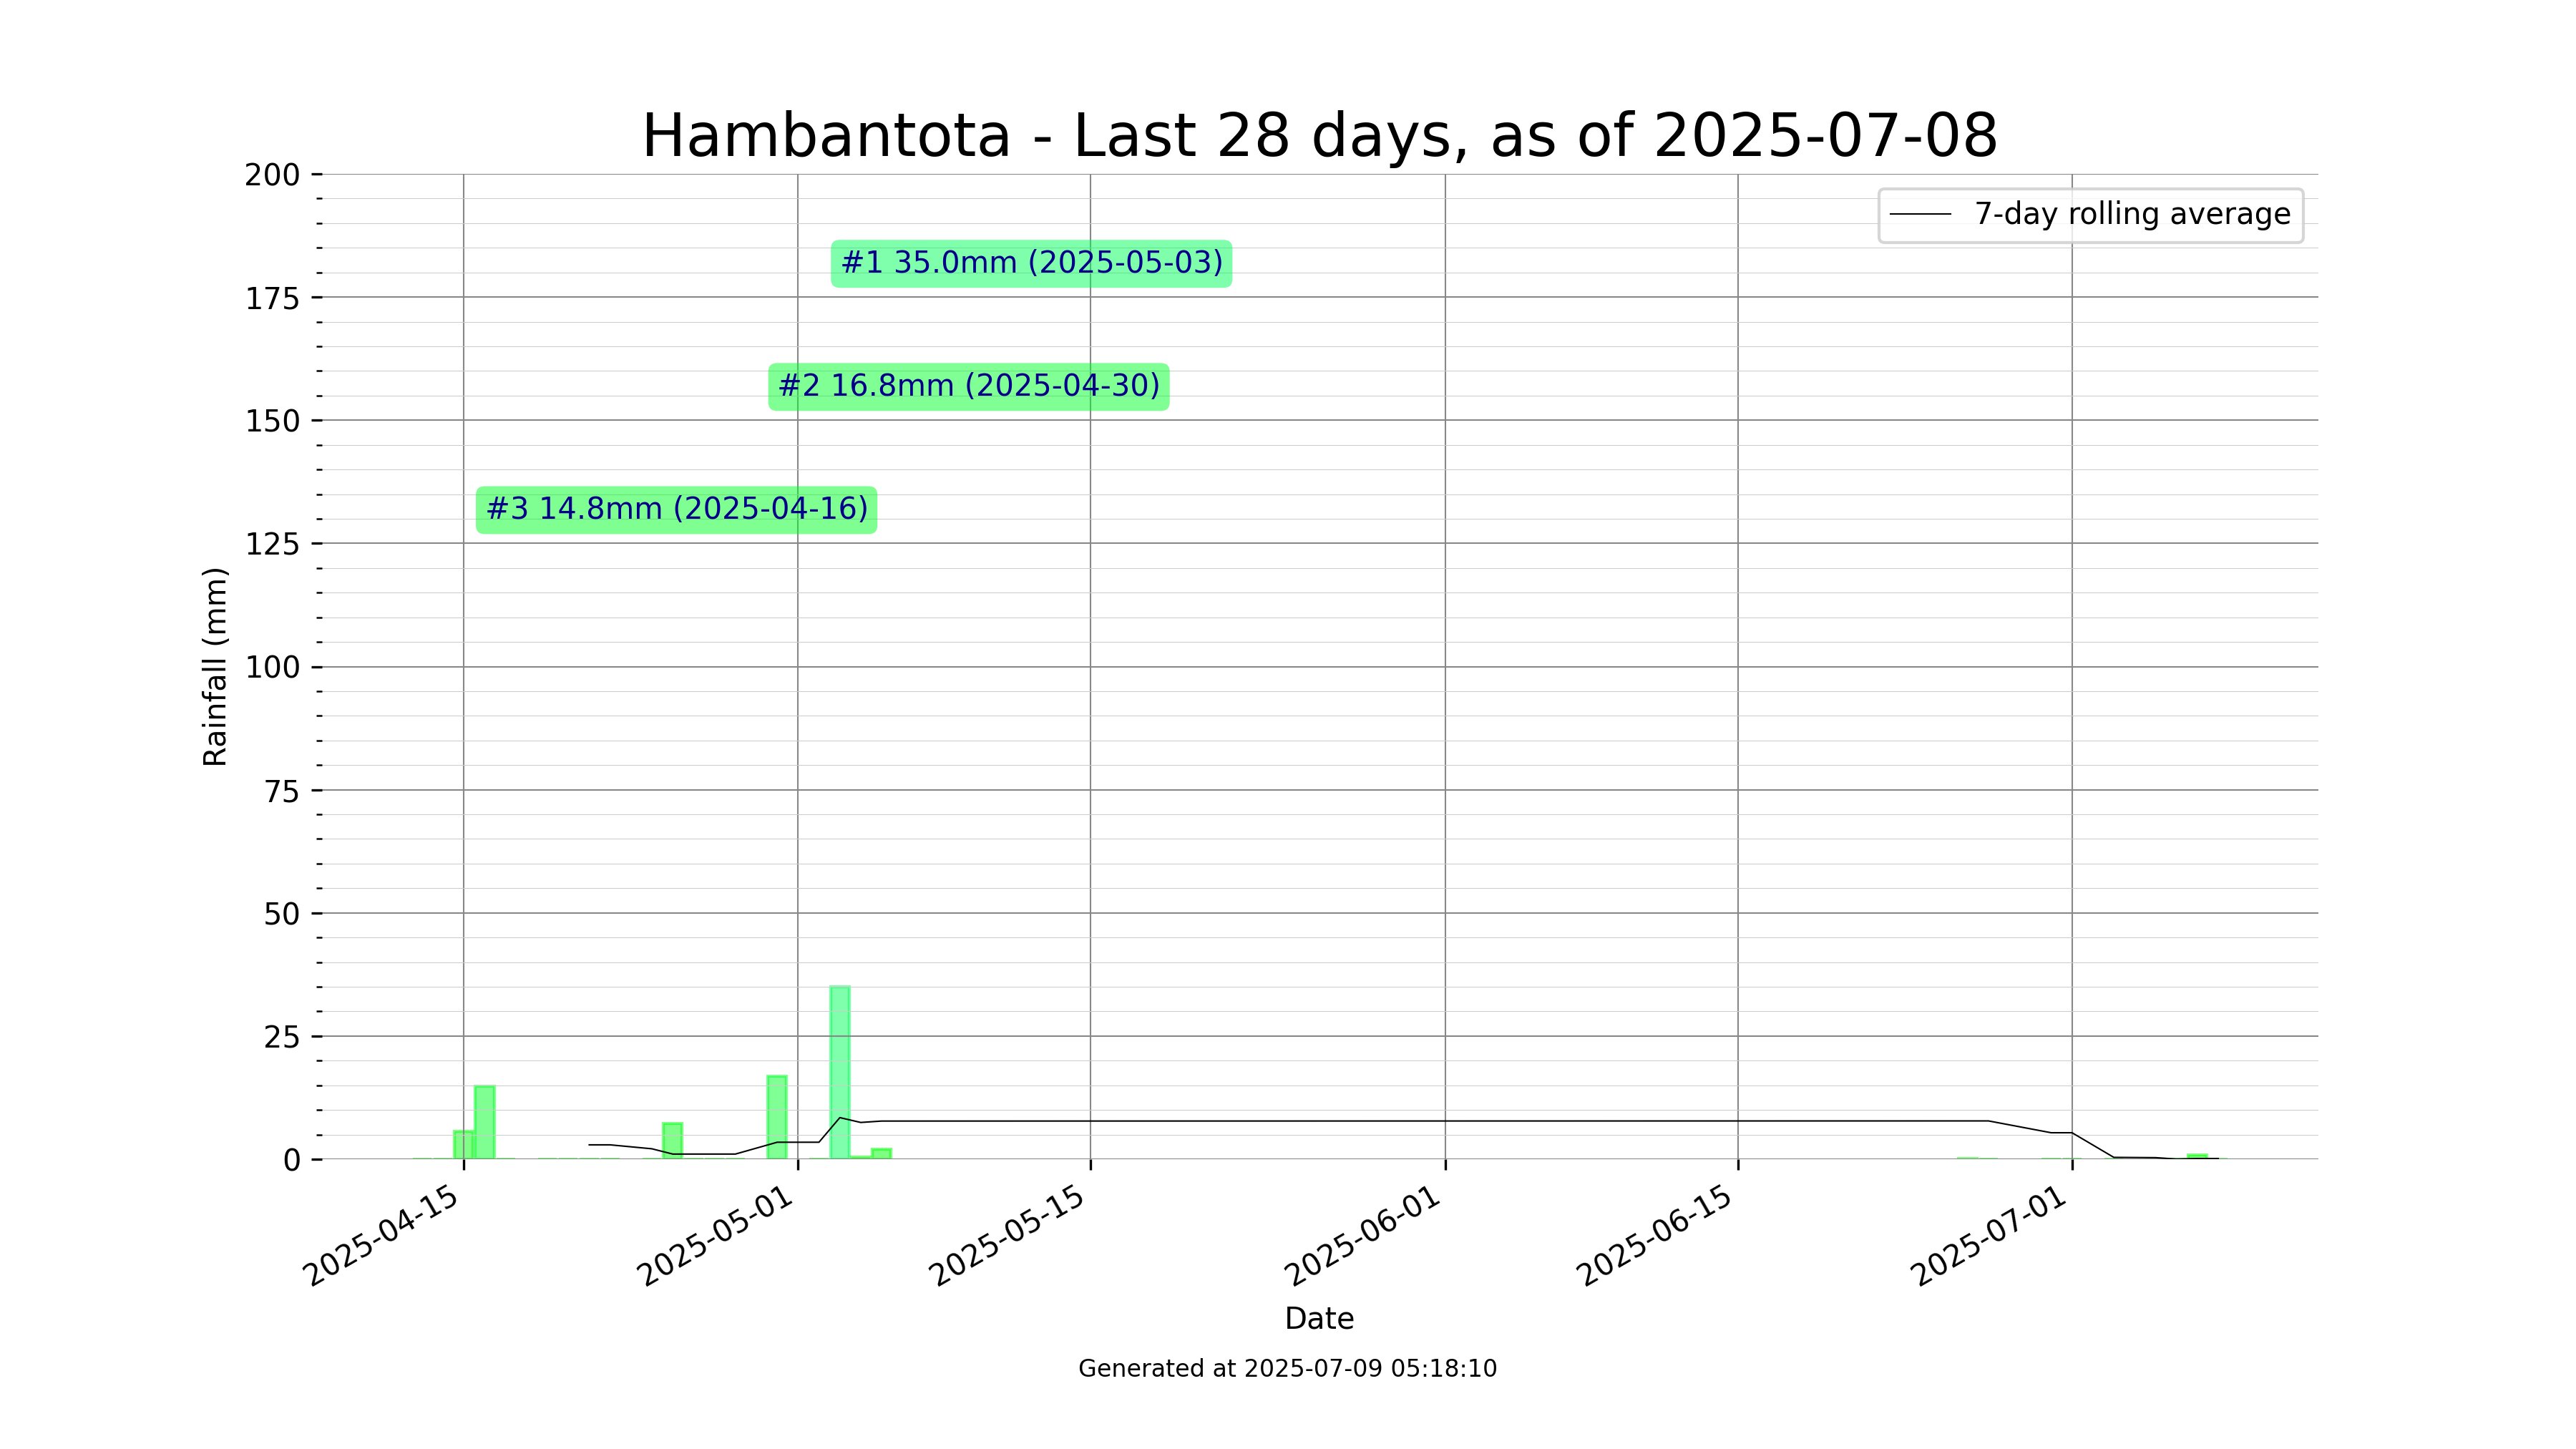 Hambantota - Last 28 days, as of 2025-07-08
7-day rolling average
#1 35.0mm (2025-05-03)
#2 16.8mm (2025-04-30)
#3 14.8mm (2025-04-16)
Rainfall (mm)
200
175
150
125
100
75
50
25
0
2025-04-15
2025-05-01
2025-05-15
2025-06-01
2025-06-15
2025-07-01
Date
Generated at 2025-07-09 05:18:10